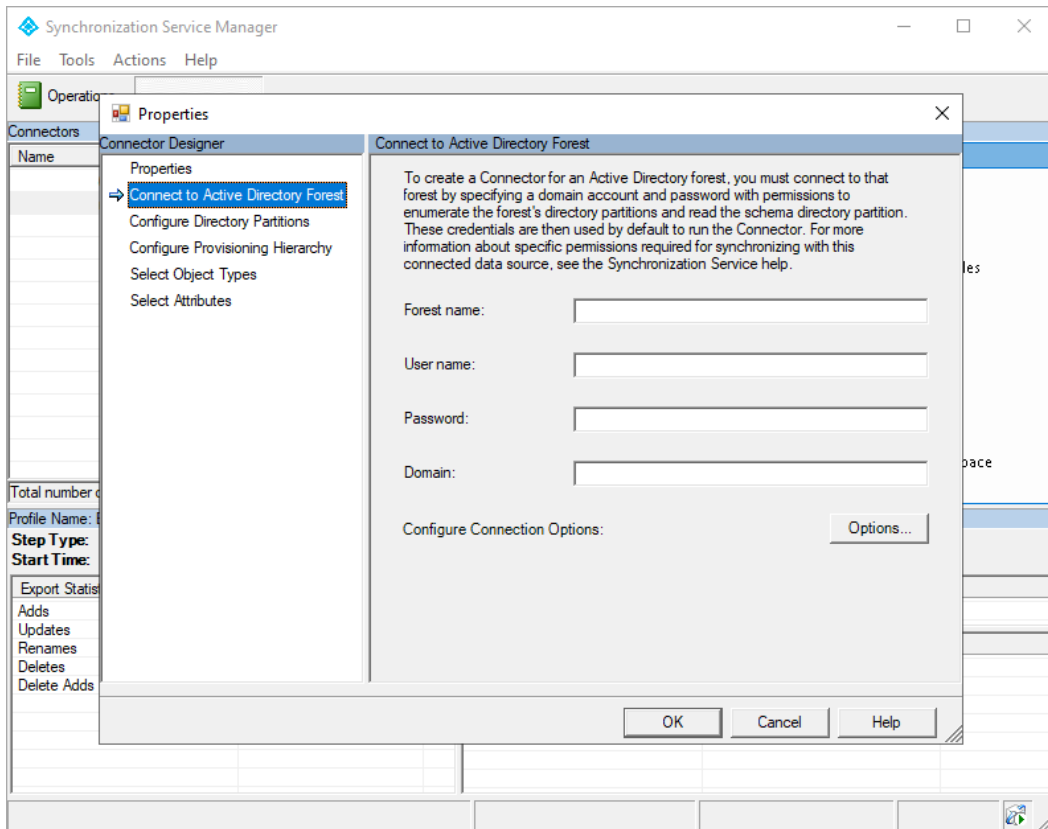 Synchronization Service Manager
File Tools Actions Help
Properties
Connectors
Connector Designer
Connect to Active Directory Forest
Name
Properties
Connect to Active Directory Forest
Configure Directory Partitions
Configure Provisioning Hierarchy
Select Object Types
Select Attributes
To create a Connector for an Active Directory forest, you must connect to that
forest by specifying a domain account and password with permissions to
enumerate the forest's directory partitions and read the schema directory partition.
These credentials are then used by default to run the Connector. For more
information about specific permissions required for synchronizing with this
connected data source, see the Synchronization Service help.
Forest name:
User name:
Password:
Domain:
Configure Connection Options:
Options...
Total number
Profile Name:
Step Type:
Start Time:
Export
Adds
Updates
Renames
Deletes
Delete Adds
OK Cancel Help